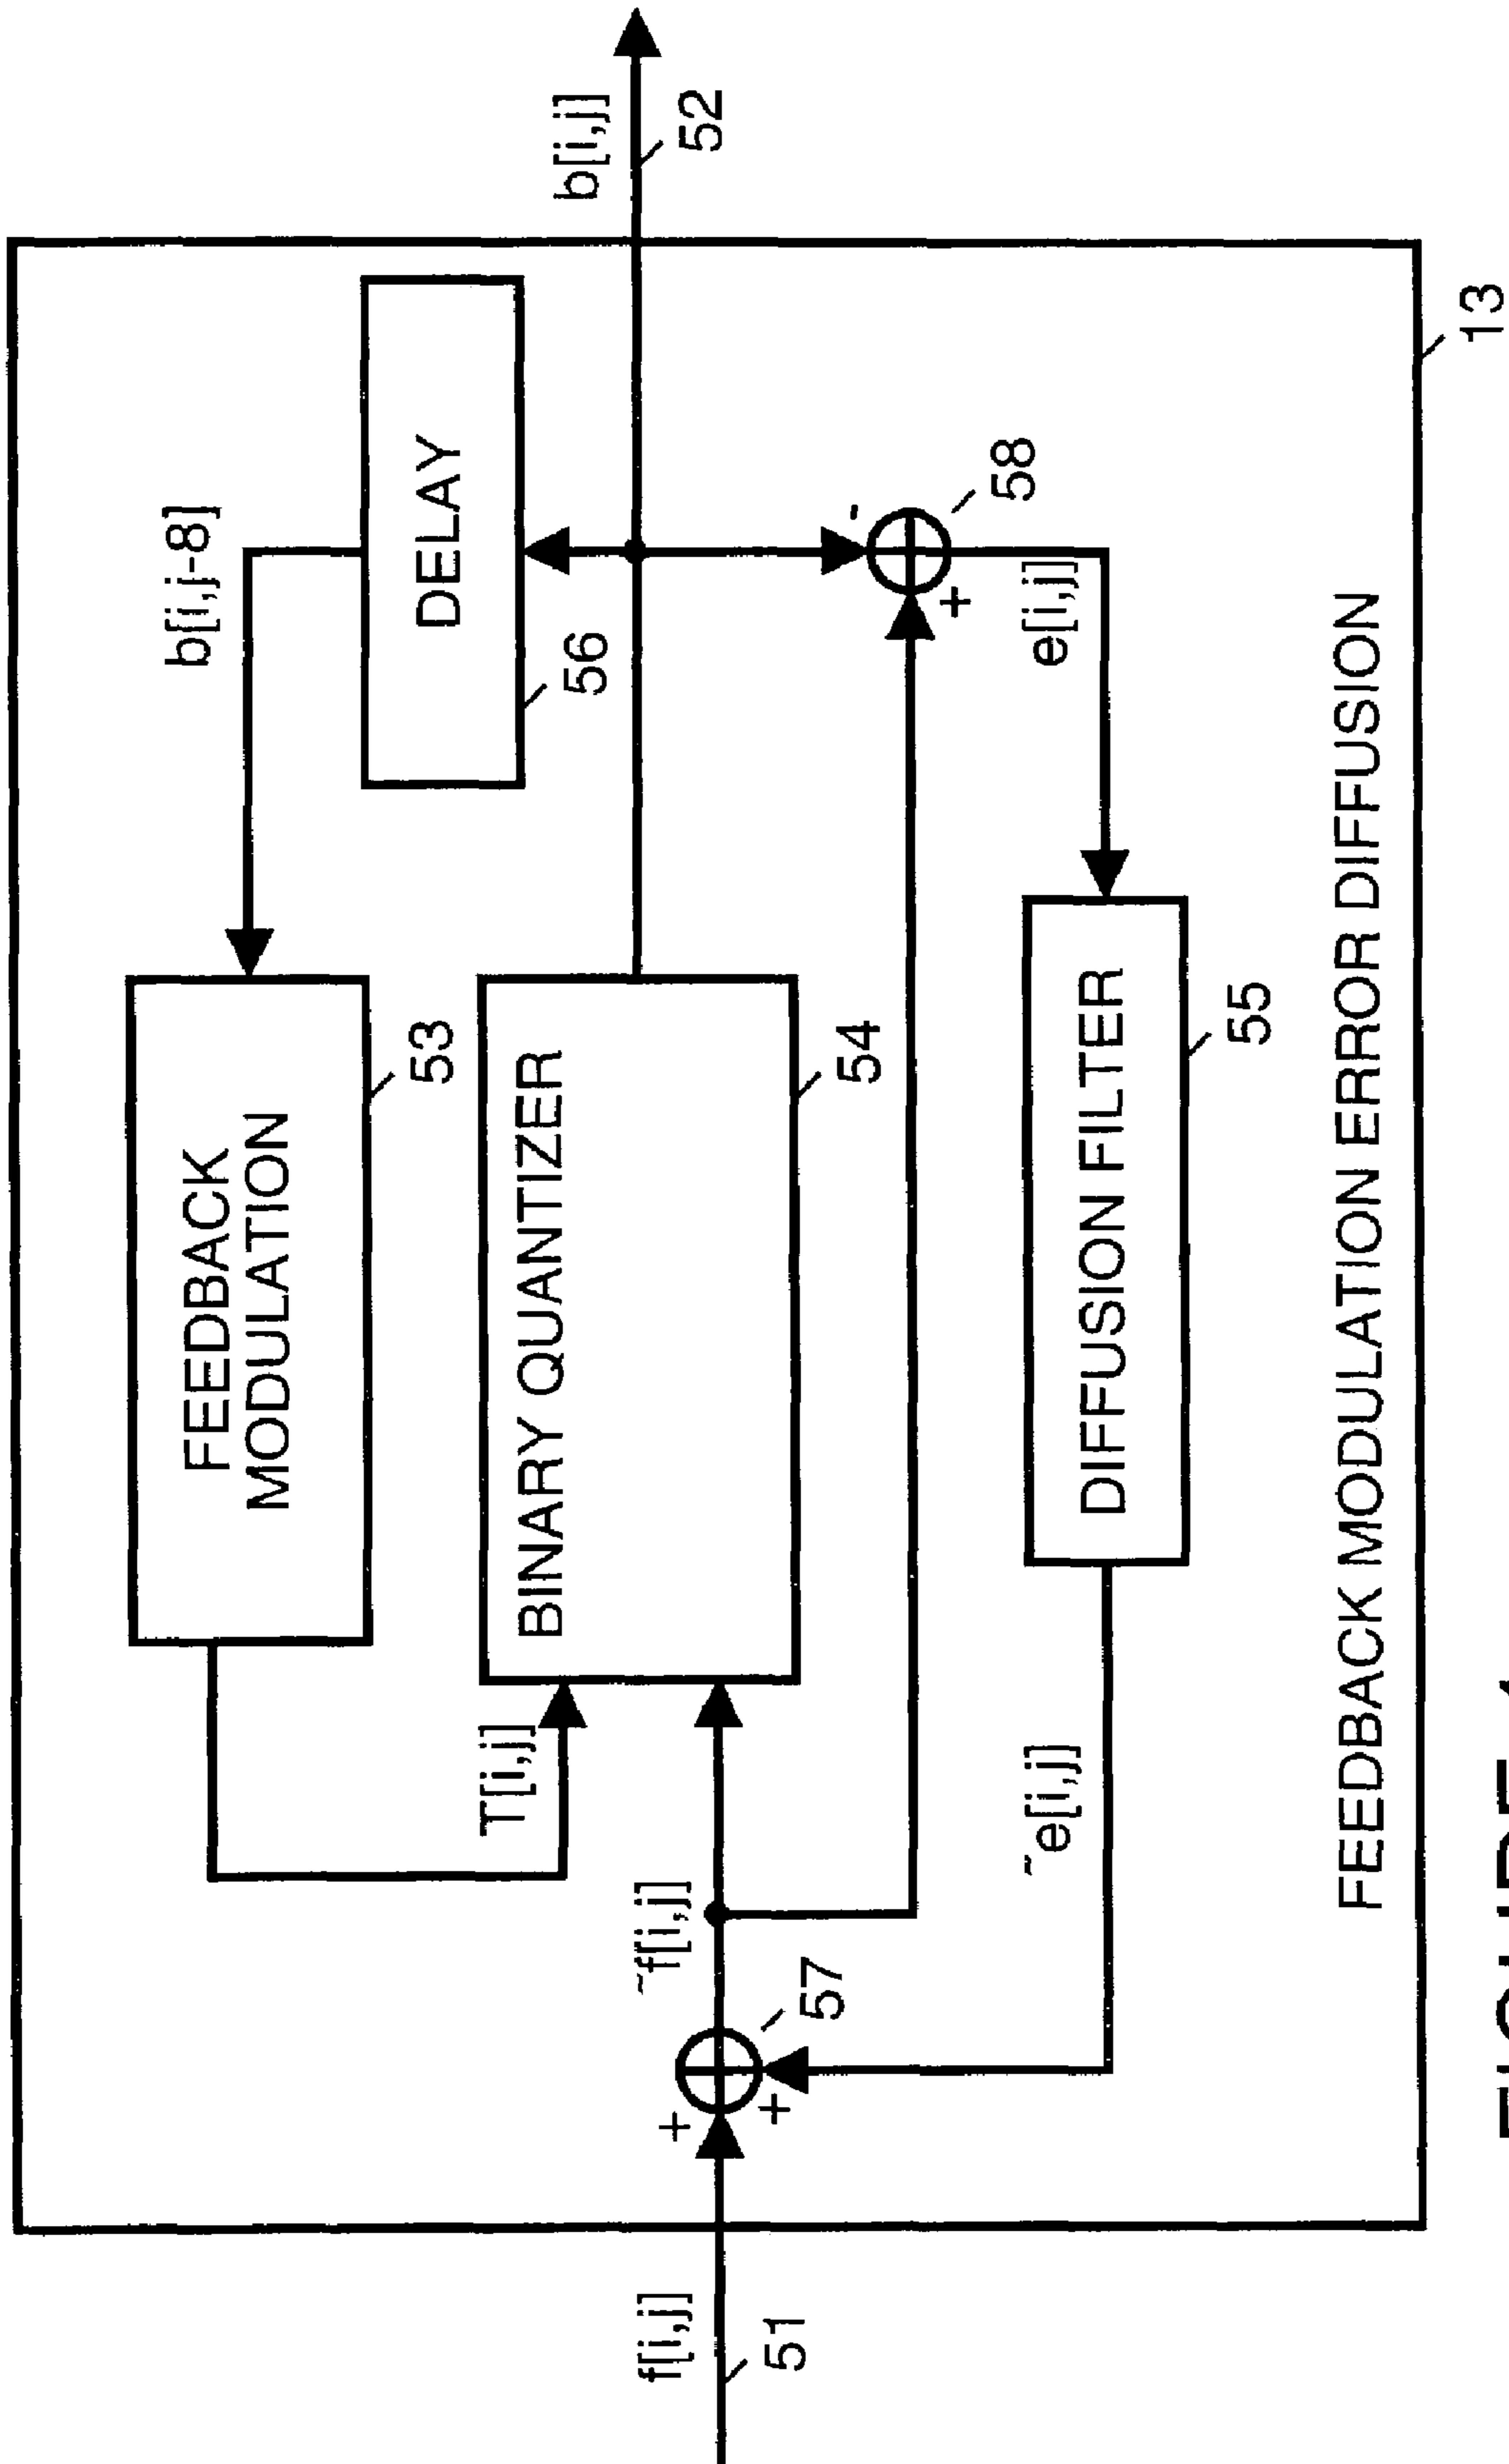 b[i,j-8]
FEEDBACK
MODULATION
53
DELAY
56
T[i,j]
BINARY QUANTIZER
54
b[i,j]
52
f[i,j]
51
+
+
57
˜f[i,j]
-
+
58
e[i,j]
˜e[i,j]
DIFFUSION FILTER
55
FEEDBACK MODULATION ERROR DIFFUSION
13
FIGURE